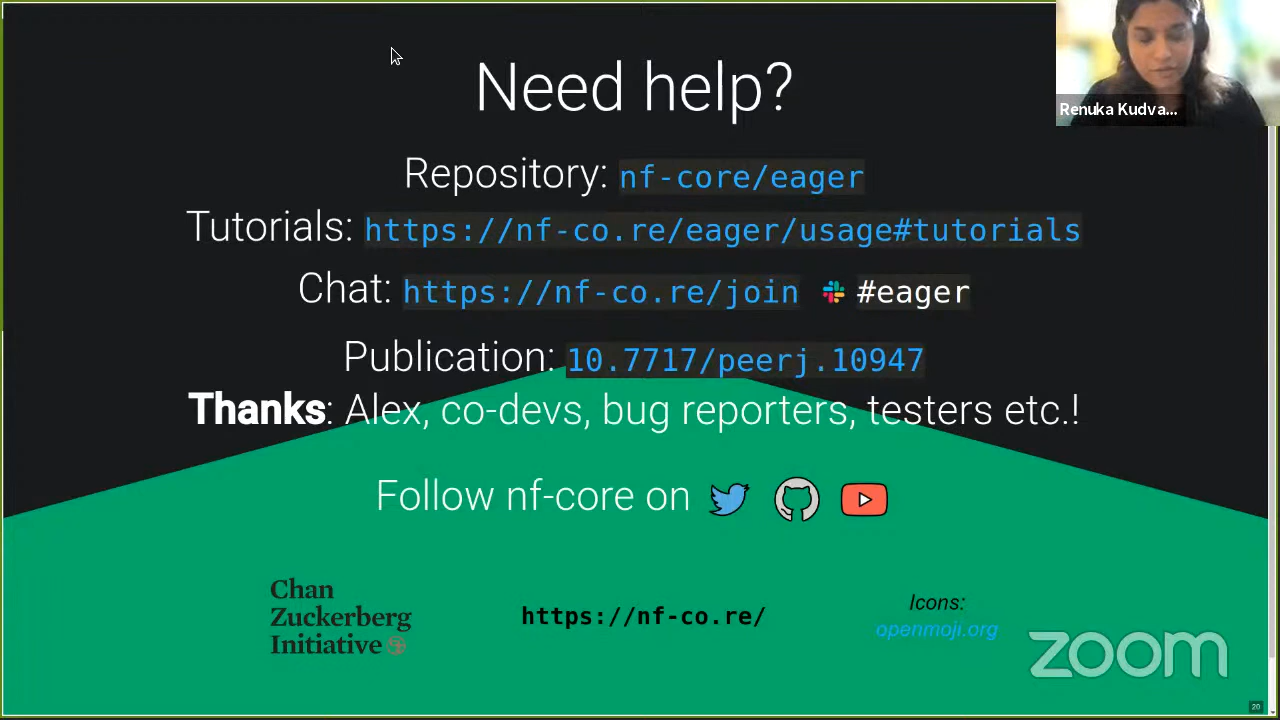 Need help?
Renuka Kudva...
Repository: nf-core/eager
Tutorials: https://nf-co.re/eager/usage#tutorials
Chat: https://nf-co.re/join #eager
Publication: 10.7717/peerj.10947
Thanks: Alex, co-devs, bug reporters, testers etc.!
Follow nf-core on
Chan
Zuckerberg
Initiative
https://nf-co.re/
Icons:
openmoji.org
zoom
20